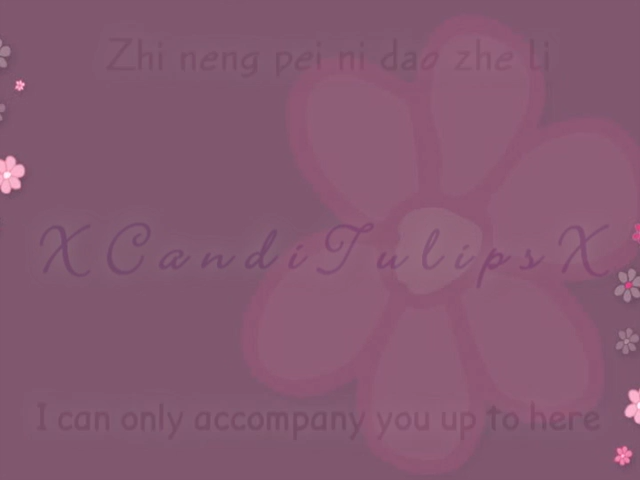 Zhi neng pei ni dao zhe li
XCandiTulipsX
I can only accompany you up to here